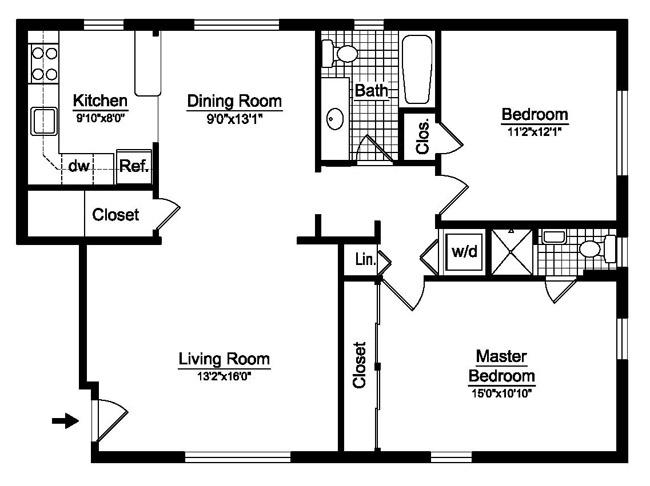 Kitchen
9'10"x8'0"
Dining Room
9'0"x13'1"
Bath
Bedroom
11'2"x12'1"
Clos.
dw
Ref.
Closet
Lin.
w/d
Living Room
13'2"x16'0"
Closet
Master
Bedroom
15'0"x10'10"